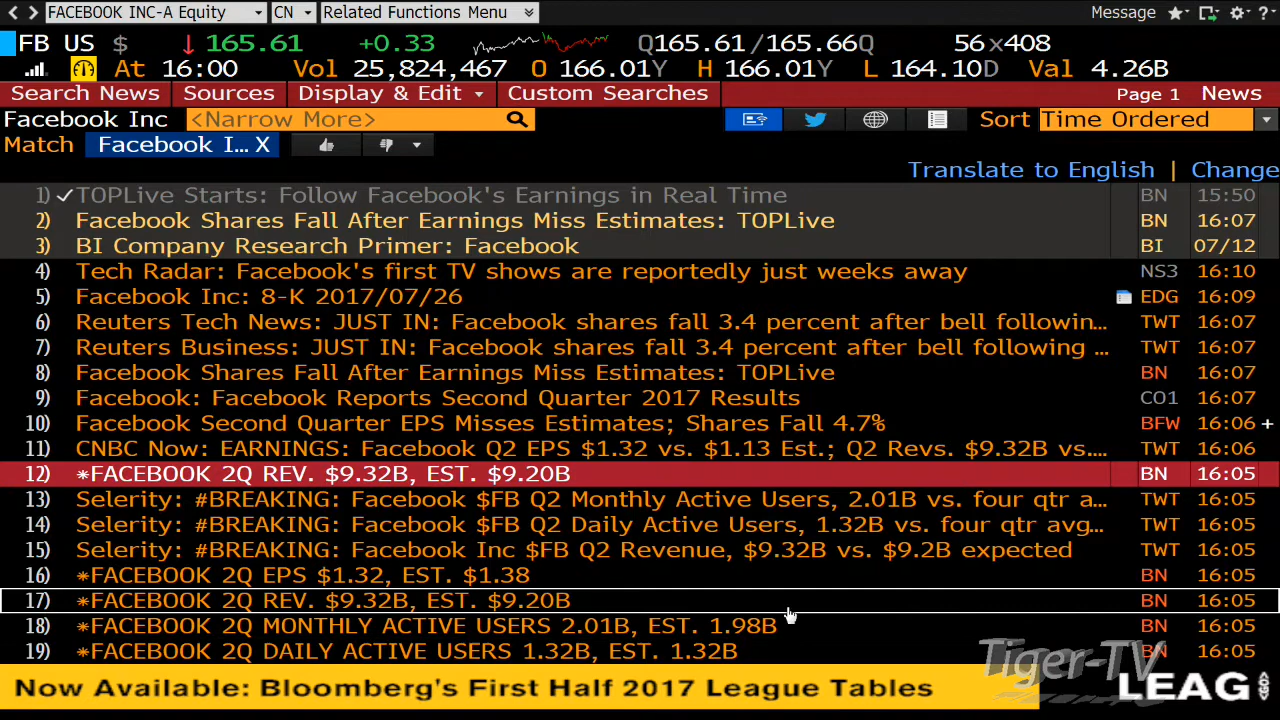 FACEBOOK INC-A Equity CN Related Functions Menu Message
FB US $ 165.61 +0.33 Q165.61/165.66Q 56x408
At 16:00 Vol 25,824,467 O 166.01Y H 166.01Y L 164.10D Val 4.26B
Search News Sources Display & Edit Custom Searches Page 1 News
Facebook Inc <Narrow More> Sort Time Ordered
Match Facebook I... X
Translate to English | Change
1) TOPLive Starts: Follow Facebook's Earnings in Real Time BN 15:50
2) Facebook Shares Fall After Earnings Miss Estimates: TOPLive BN 16:07
3) BI Company Research Primer: Facebook BI 07/12
4) Tech Radar: Facebook's first TV shows are reportedly just weeks away NS3 16:10
5) Facebook Inc: 8-K 2017/07/26 EDG 16:09
6) Reuters Tech News: JUST IN: Facebook shares fall 3.4 percent after bell followin... TWT 16:07
7) Reuters Business: JUST IN: Facebook shares fall 3.4 percent after bell following ... TWT 16:07
8) Facebook Shares Fall After Earnings Miss Estimates: TOPLive BN 16:07
9) Facebook: Facebook Reports Second Quarter 2017 Results CO1 16:07
10) Facebook Second Quarter EPS Misses Estimates; Shares Fall 4.7% BFW 16:06 +
11) CNBC Now: EARNINGS: Facebook Q2 EPS $1.32 vs. $1.13 Est.; Q2 Revs. $9.32B vs.... TWT 16:06
12) *FACEBOOK 2Q REV. $9.32B, EST. $9.20B BN 16:05
13) Selerity: #BREAKING: Facebook $FB Q2 Monthly Active Users, 2.01B vs. four qtr a... TWT 16:05
14) Selerity: #BREAKING: Facebook $FB Q2 Daily Active Users, 1.32B vs. four qtr avg... TWT 16:05
15) Selerity: #BREAKING: Facebook Inc $FB Q2 Revenue, $9.32B vs. $9.2B expected TWT 16:05
16) *FACEBOOK 2Q EPS $1.32, EST. $1.38 BN 16:05
17) *FACEBOOK 2Q REV. $9.32B, EST. $9.20B BN 16:05
18) *FACEBOOK 2Q MONTHLY ACTIVE USERS 2.01B, EST. 1.98B BN 16:05
19) *FACEBOOK 2Q DAILY ACTIVE USERS 1.32B, EST. 1.32B BN 16:05
Tiger-TV
Now Available: Bloomberg's First Half 2017 League Tables LEAG <GO>